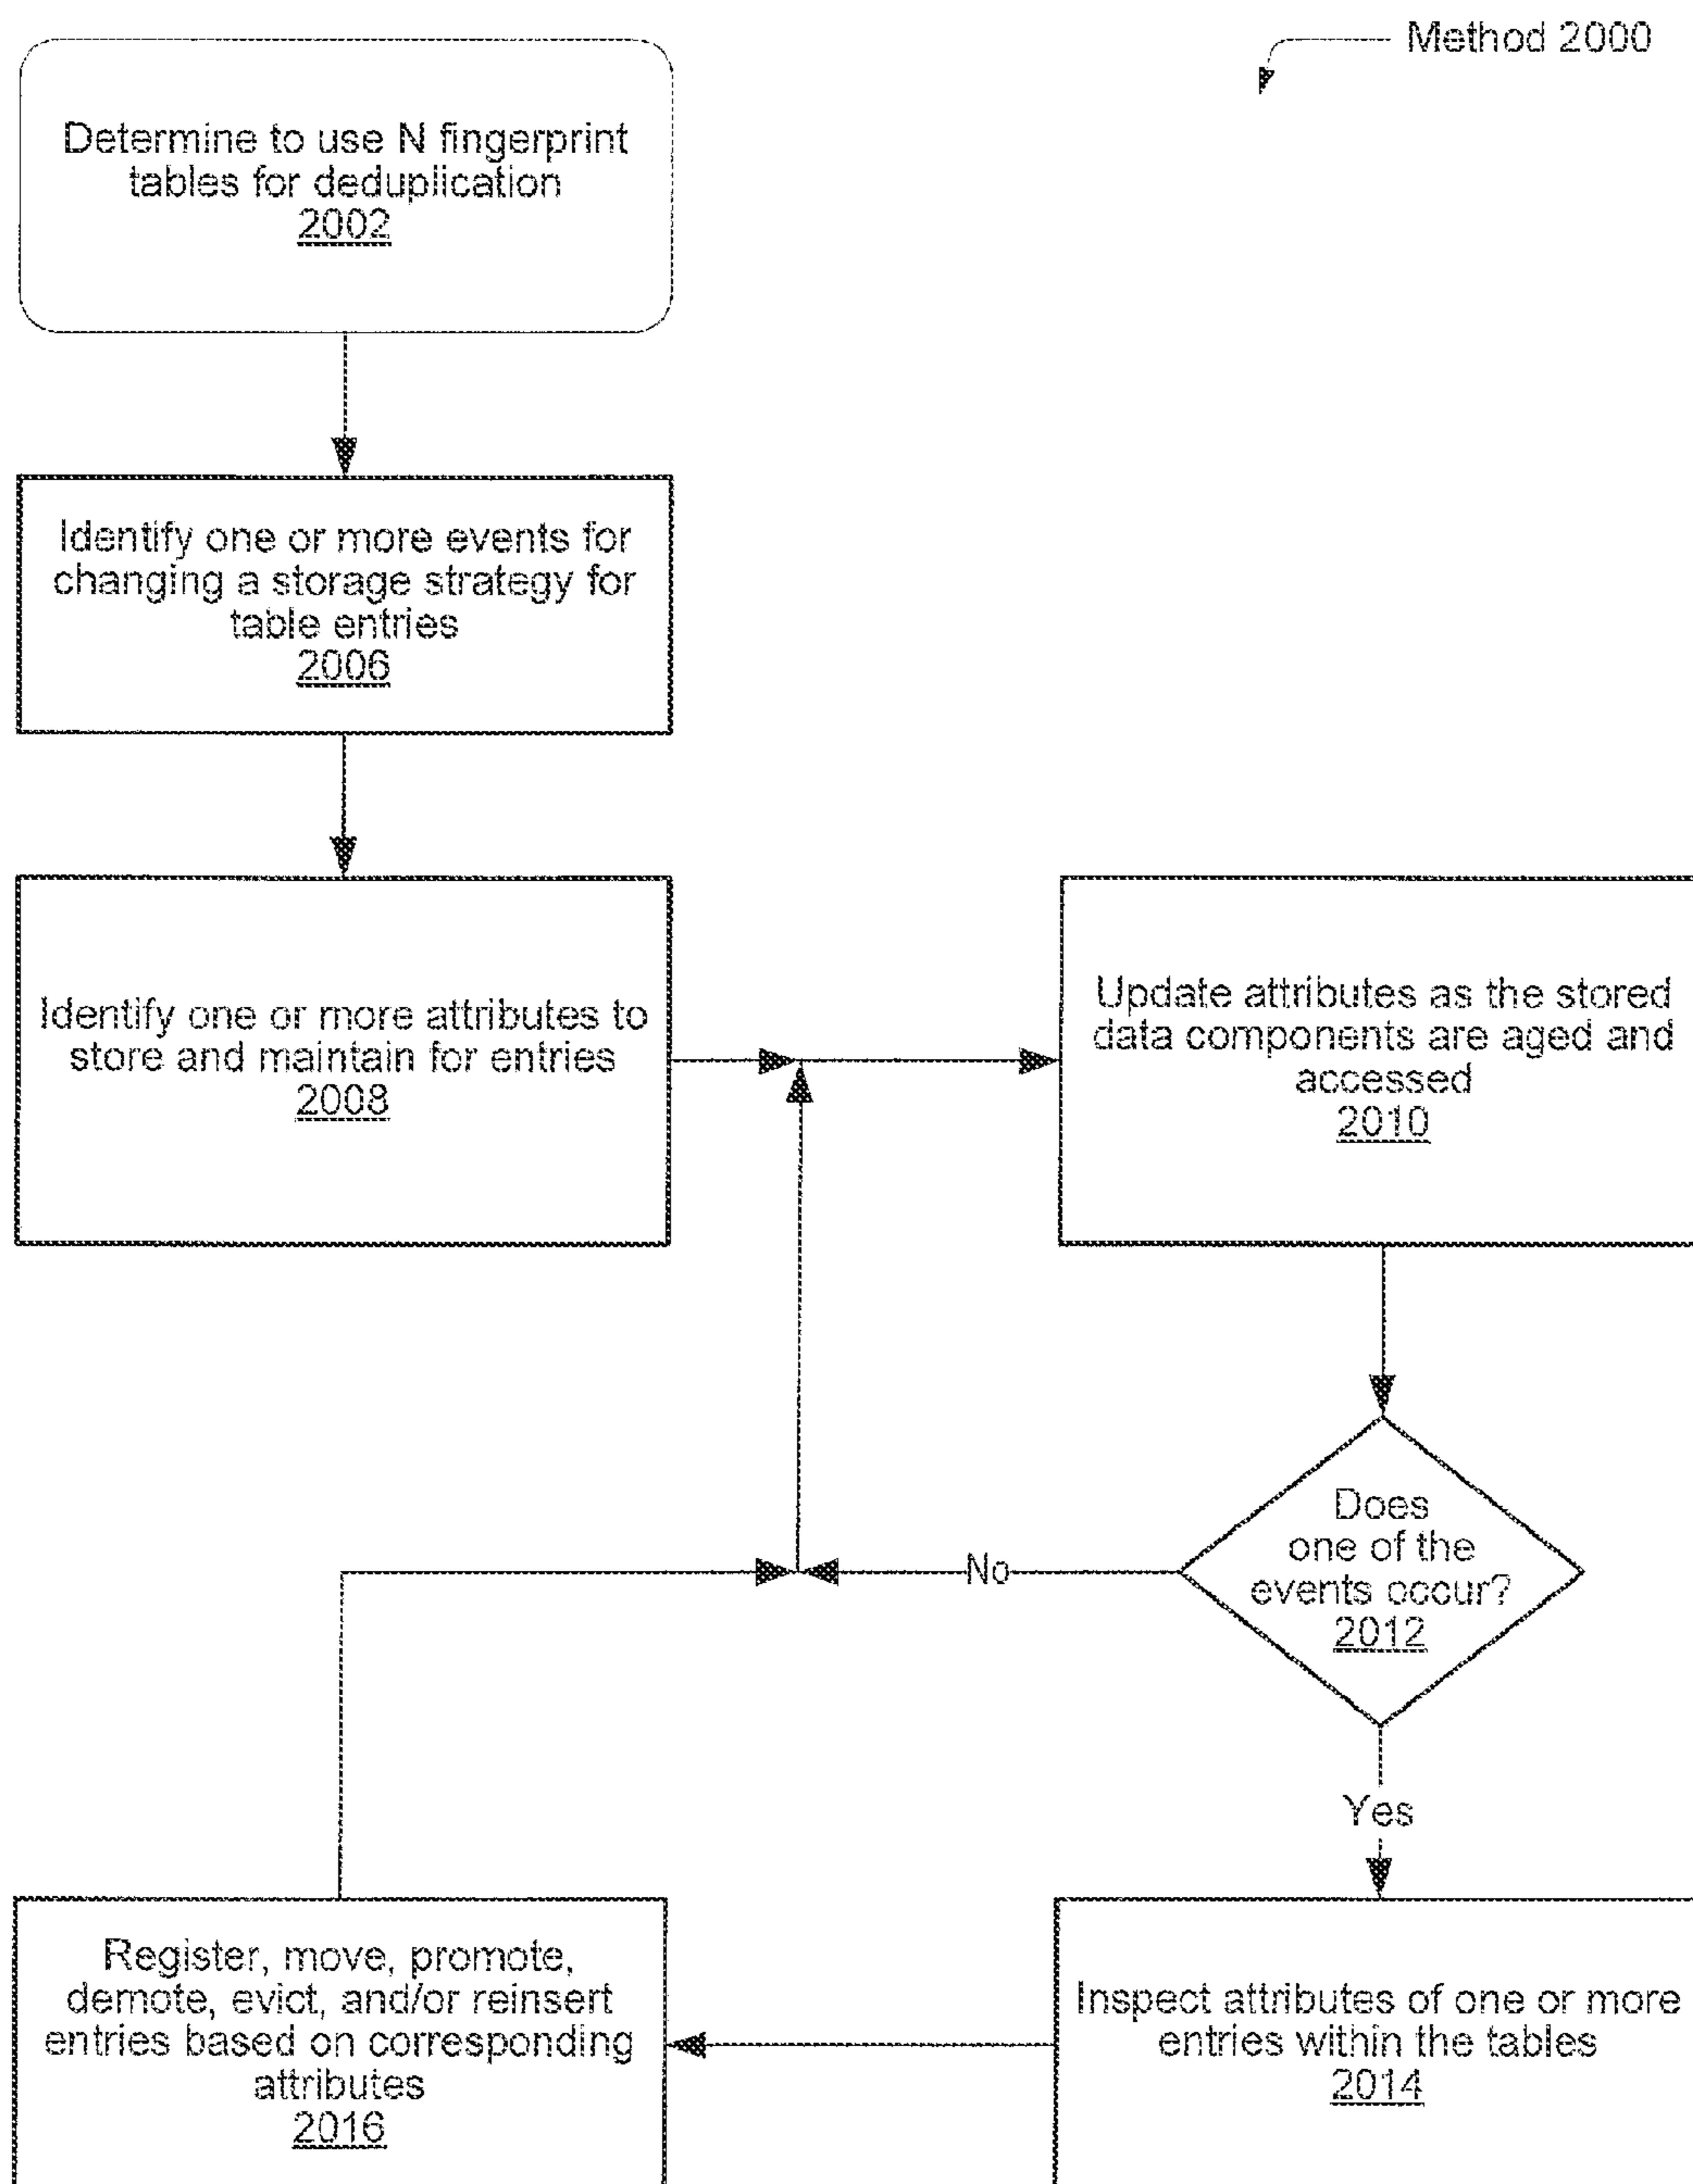 Method 2000
Determine to use N fingerprint
tables for deduplication
2002
Identify one or more events for
changing a storage strategy for
table entries
2006
Identify one or more attributes to
store and maintain for entries
2008
Update attributes as the stored
data components are aged and
accessed
2010
Does
one of the
events occur?
2012
No
Yes
Inspect attributes of one or more
entries within the tables
2014
Register, move, promote,
demote, evict, and/or reinsert
entries based on corresponding
attributes
2016